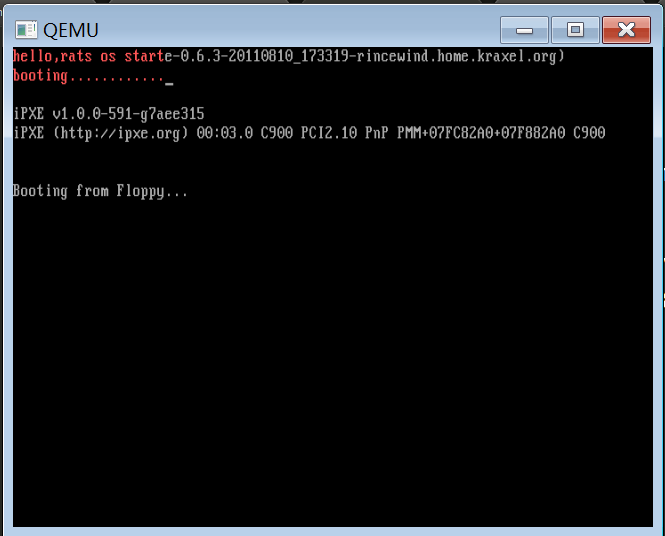 QEMU
hello,rats os starte-0.6.3-20110810_173319-rincewind.home.kraxel.org)
booting............_
iPXE v1.0.0-591-g7aee315
iPXE (http://ipxe.org) 00:03.0 C900 PCI2.10 PnP PMM+07FC82A0+07F882A0 C900
Booting from Floppy...